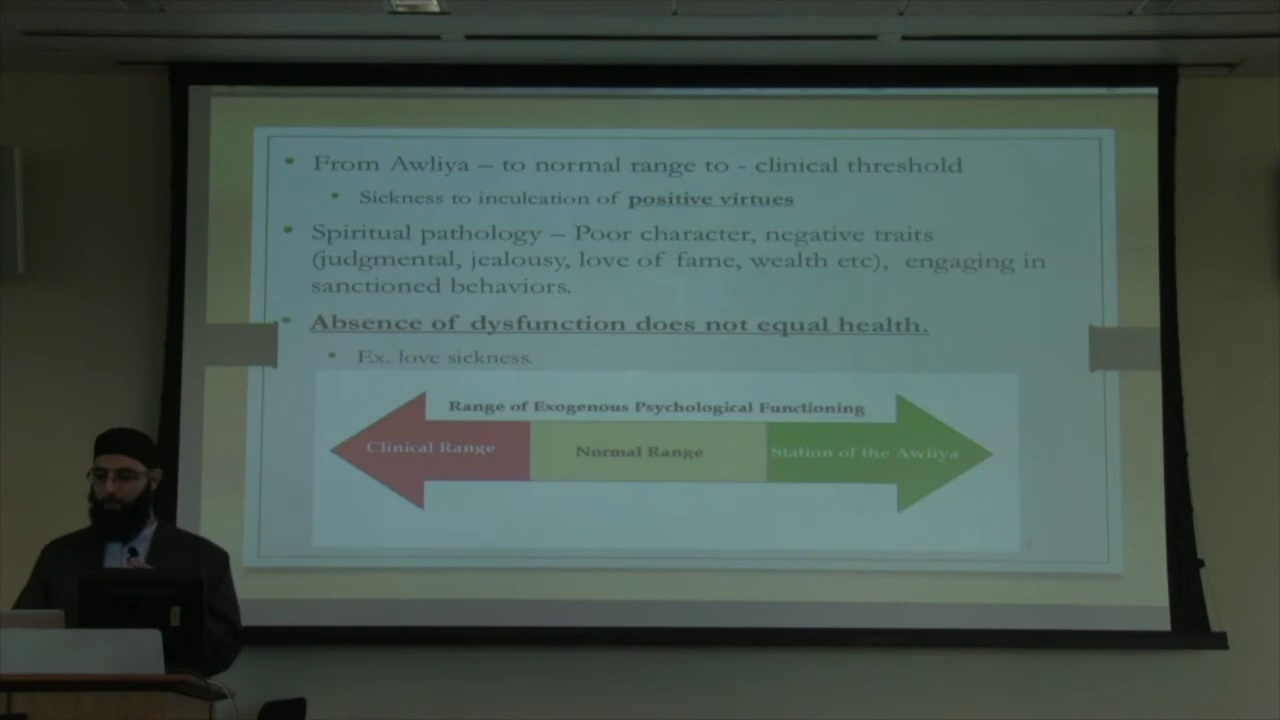 • From Awliya – to normal range to - clinical threshold
• Sickness to inculcation of positive virtues
• Spiritual pathology – Poor character, negative traits
(judgmental, jealousy, love of fame, wealth etc), engaging in
sanctioned behaviors.
• Absence of dysfunction does not equal health.
• Ex. love sickness.
Range of Exogenous Psychological Functioning
Clinical Range
Normal Range
Station of the Awliya